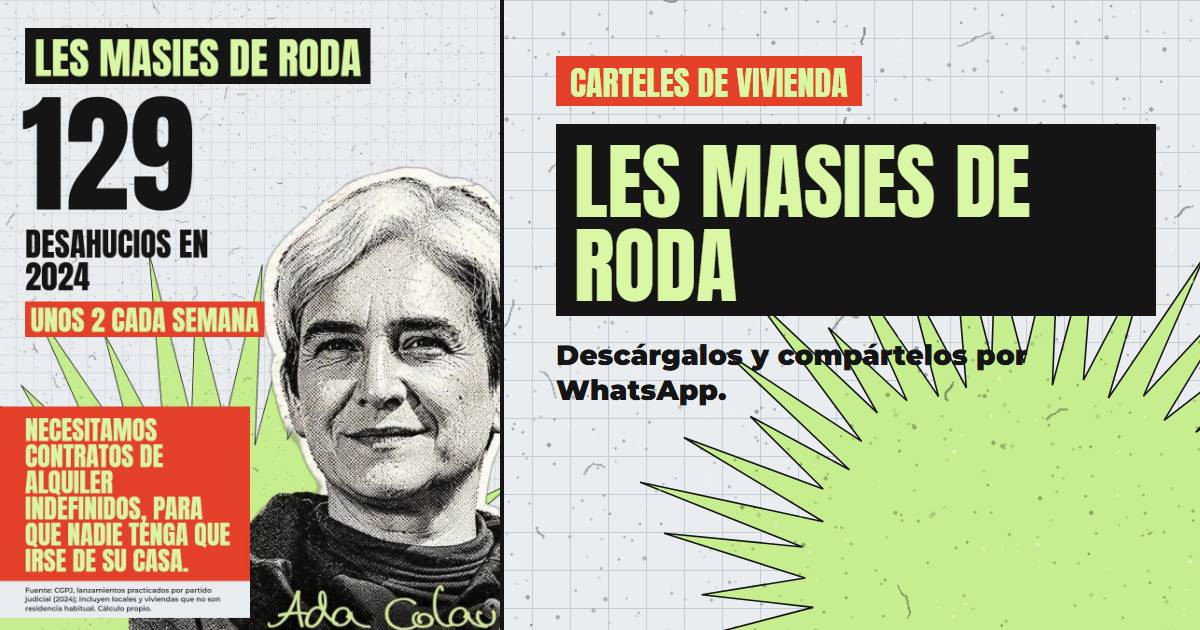 LES MASIES DE RODA
129
DESAHUCIOS EN
2024
UNOS 2 CADA SEMANA
NECESITAMOS
CONTRATOS DE
ALQUILER
INDEFINIDOS, PARA
QUE NADIE TENGA QUE
IRSE DE SU CASA.
Fuente: CGPJ, lanzamientos practicados por partido
judicial (2024); incluyen locales y viviendas que no son
residencia habitual. Cálculo propio.
Ada Colau
CARTELES DE VIVIENDA
LES MASIES DE
RODA
Descárgalos y compártelos por
WhatsApp.